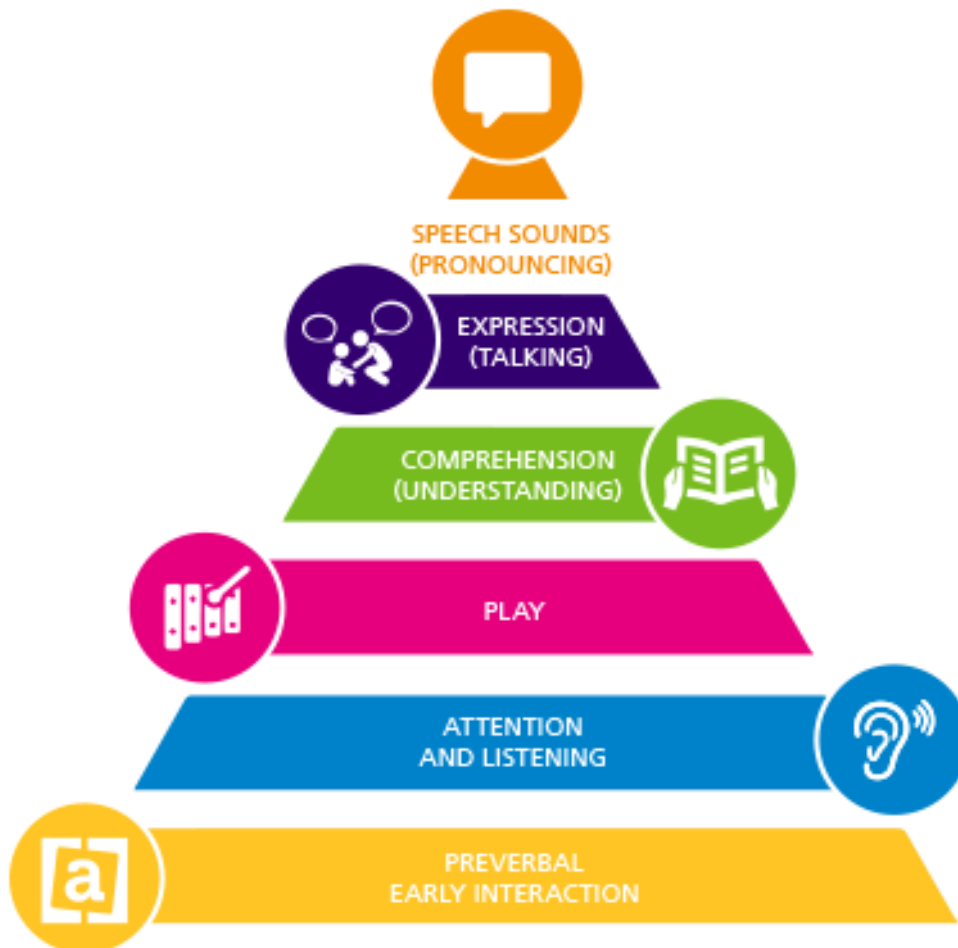 SPEECH SOUNDS
(PRONOUNCING)
EXPRESSION
(TALKING)
COMPREHENSION
(UNDERSTANDING)
PLAY
ATTENTION
AND LISTENING
a
PREVERBAL
EARLY INTERACTION